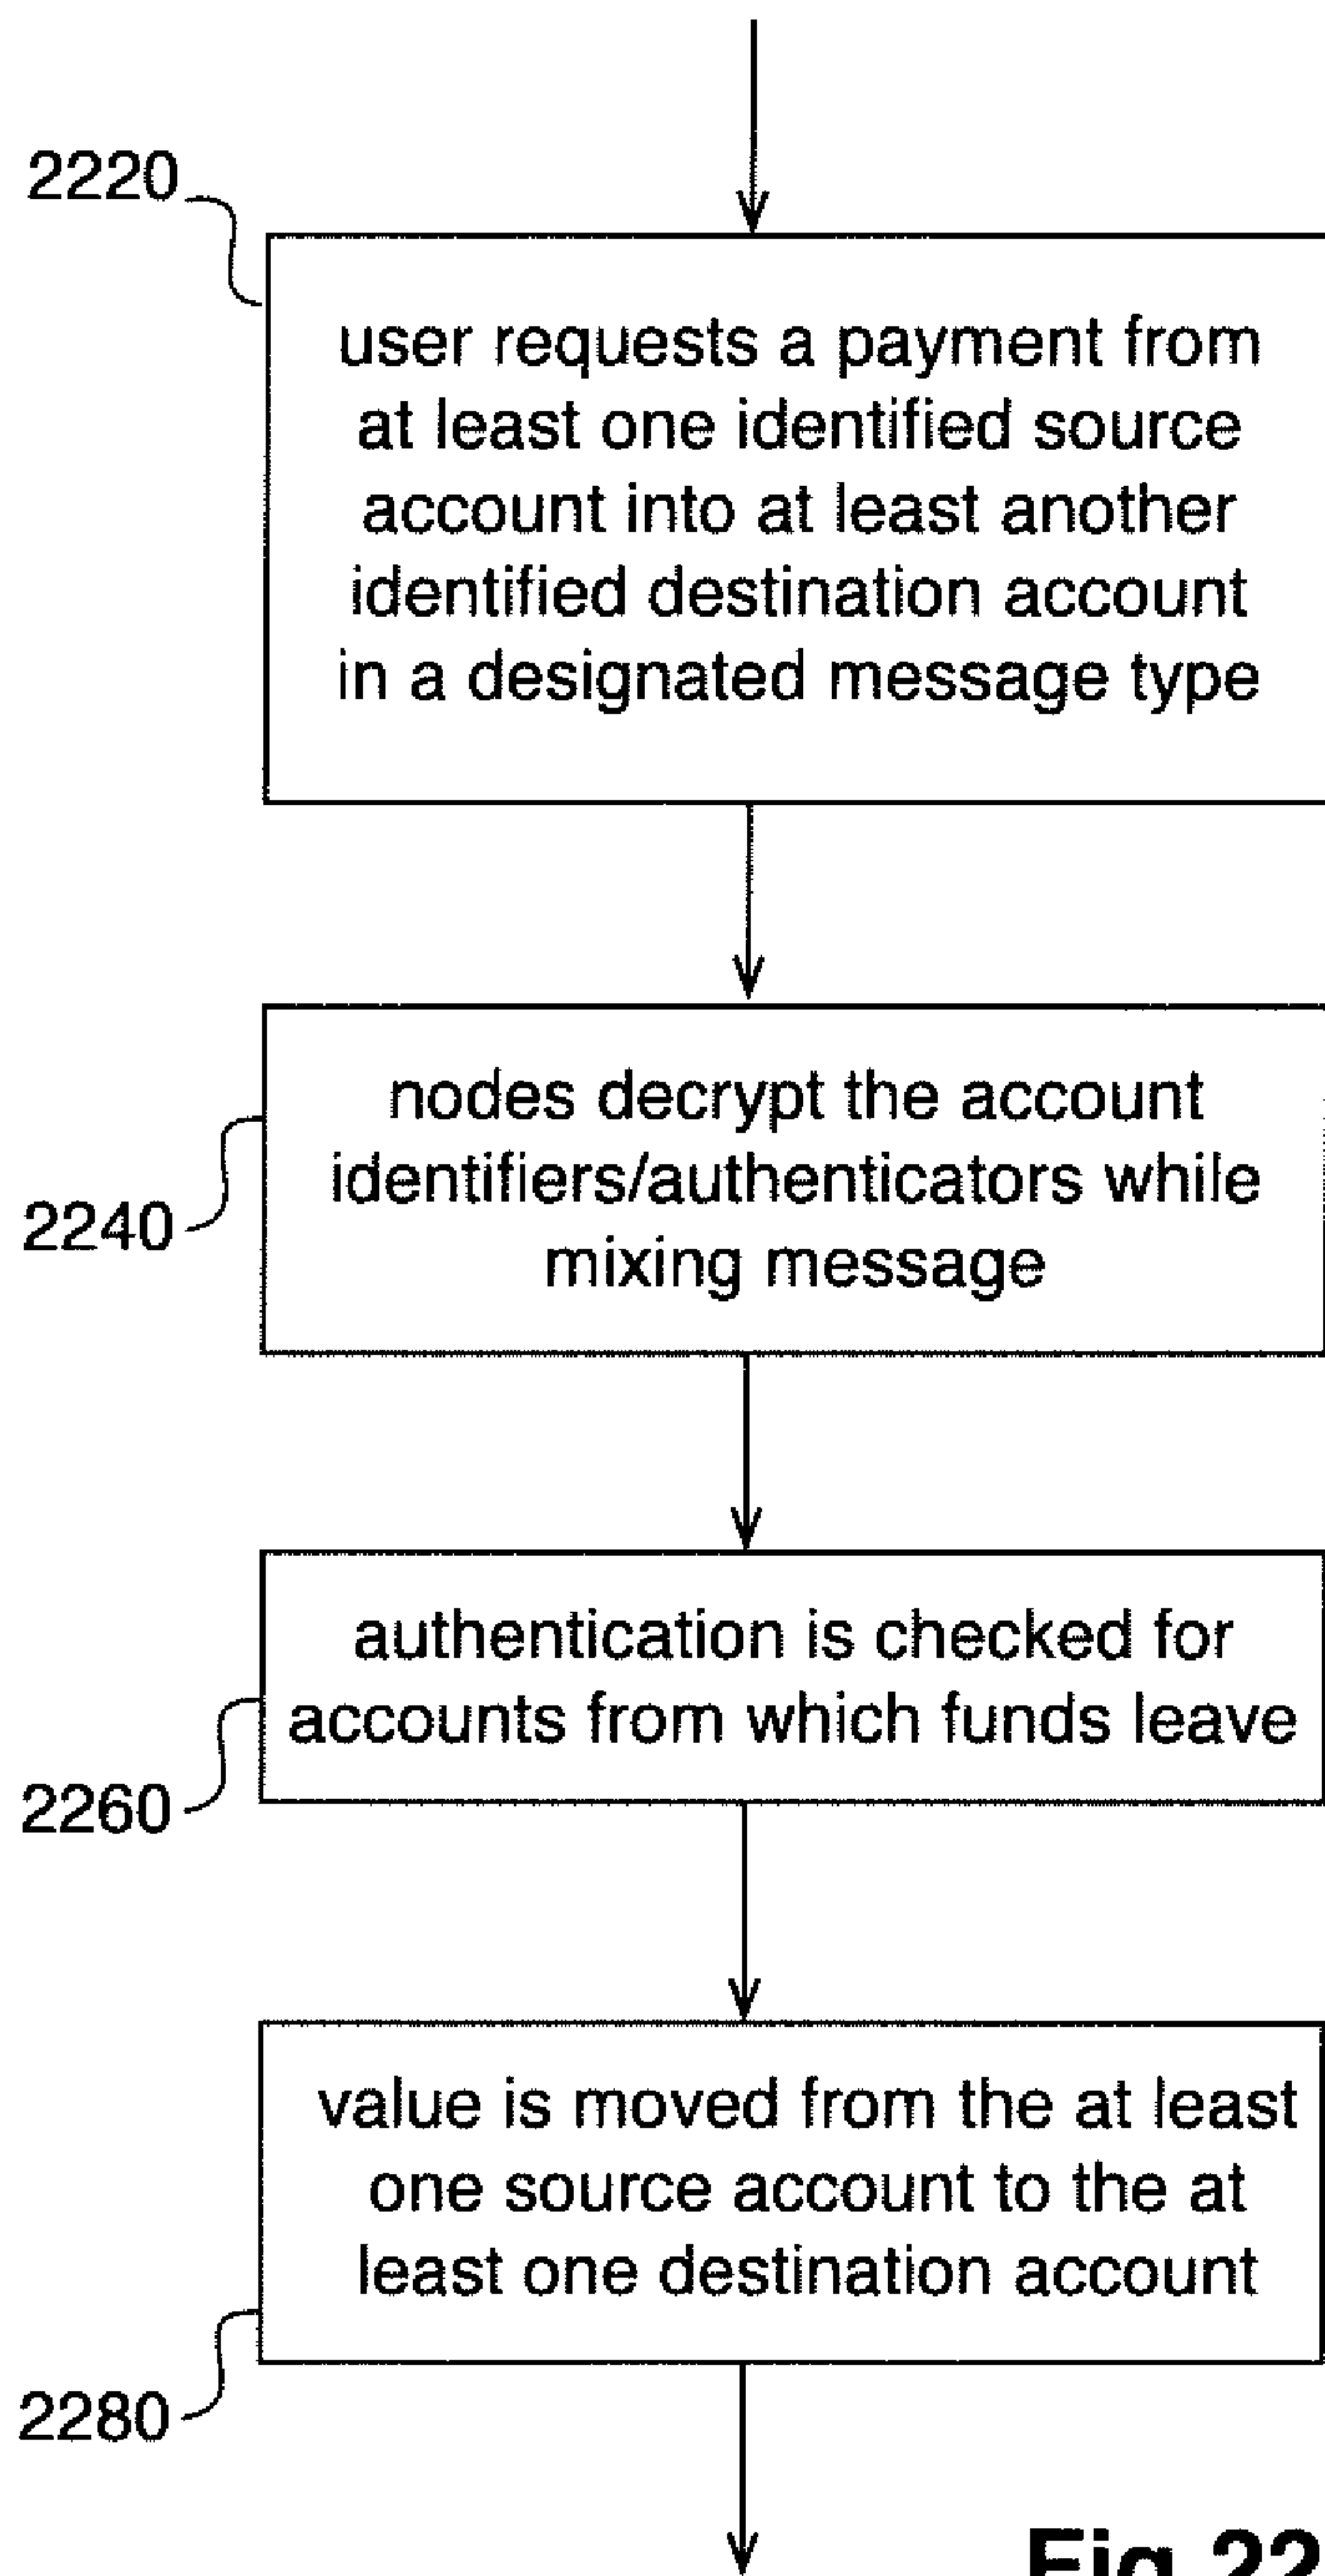 2220
user requests a payment from
at least one identified source
account into at least another
identified destination account
in a designated message type
nodes decrypt the account
identifiers/authenticators while
mixing message
2240
authentication is checked for
accounts from which funds leave
2260
value is moved from the at least
one source account to the at
least one destination account
2280
Fig 22